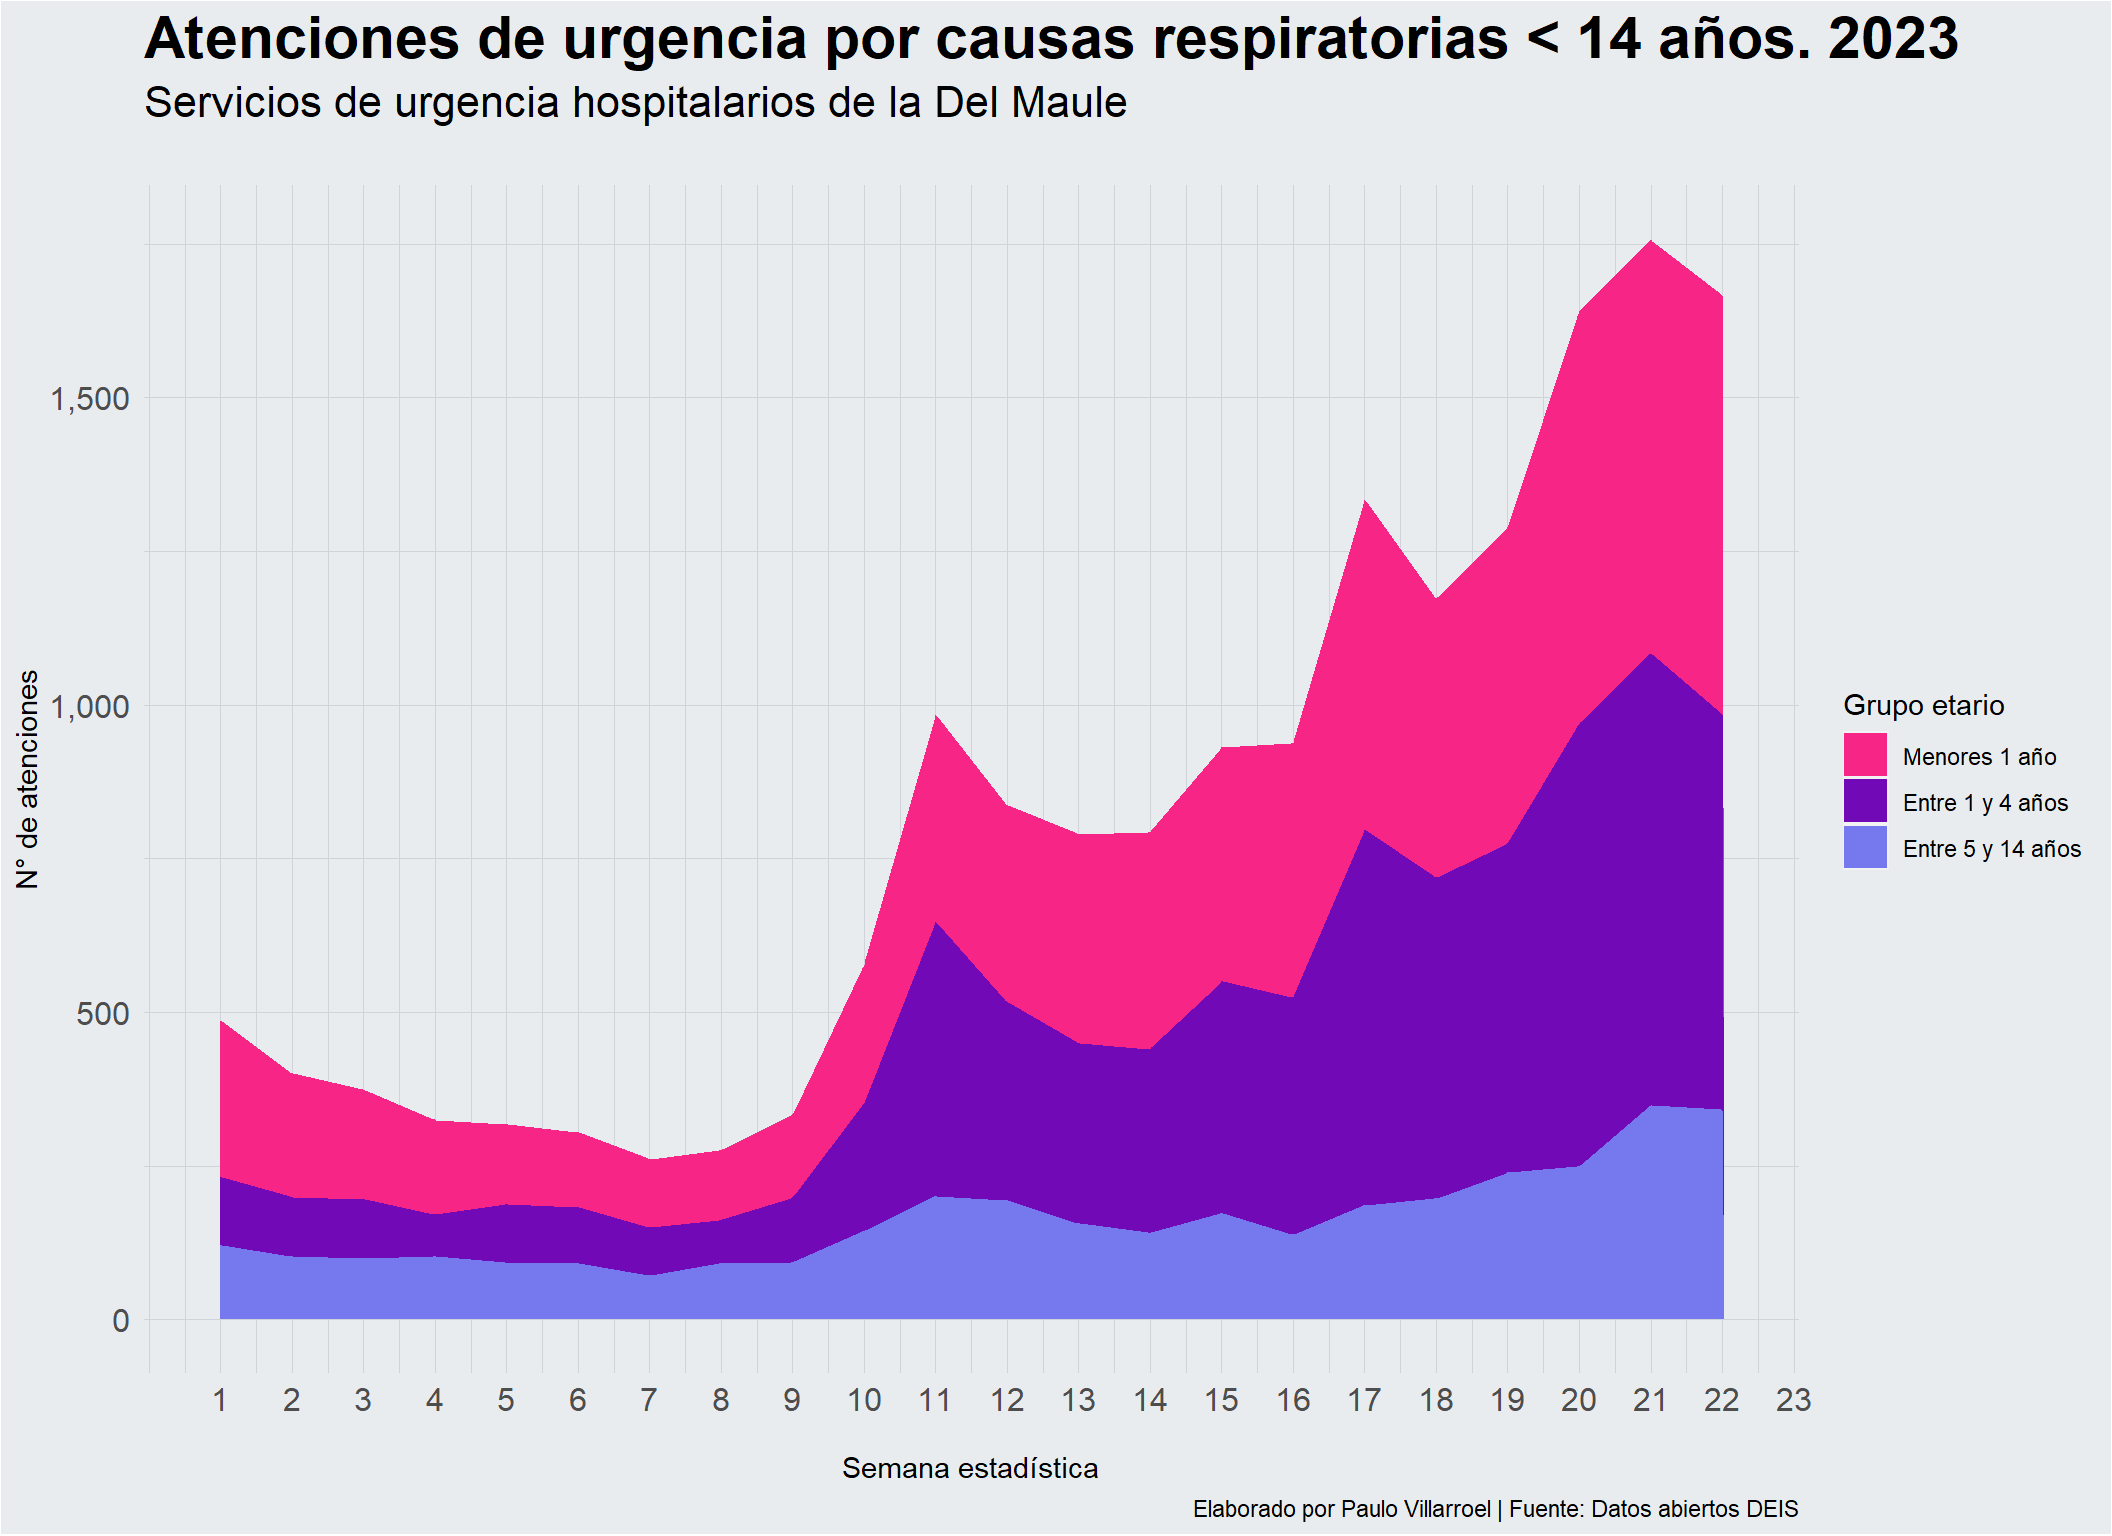 Atenciones de urgencia por causas respiratorias < 14 años. 2023
Servicios de urgencia hospitalarios de la Del Maule
N° de atenciones
1,500
1,000
500
0
1 2 3 4 5 6 7 8 9 10 11 12 13 14 15 16 17 18 19 20 21 22 23
Semana estadística
Grupo etario
Menores 1 año
Entre 1 y 4 años
Entre 5 y 14 años
Elaborado por Paulo Villarroel | Fuente: Datos abiertos DEIS